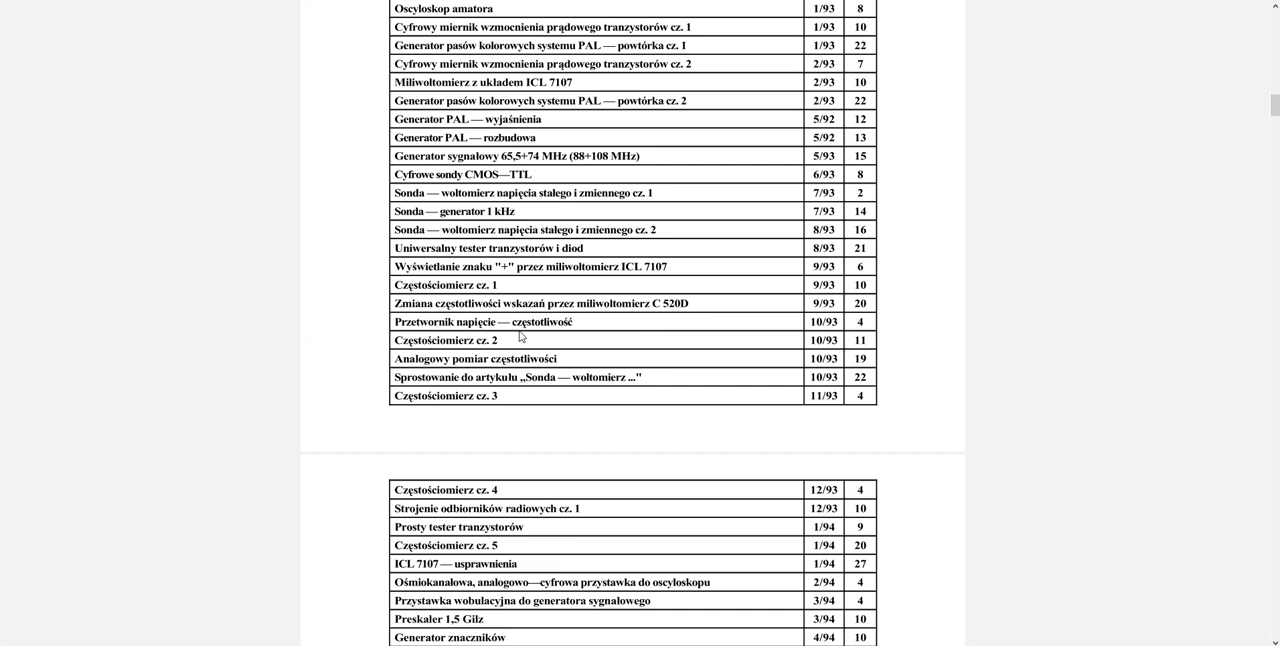 Oscyloskop amatora 1/93 8
Cyfrowy miernik wzmocnienia prądowego tranzystorów cz. 1 1/93 10
Generator pasów kolorowych systemu PAL — powtórka cz. 1 1/93 22
Cyfrowy miernik wzmocnienia prądowego tranzystorów cz. 2 2/93 7
Miliwoltomierz z układem ICL 7107 2/93 10
Generator pasów kolorowych systemu PAL — powtórka cz. 2 2/93 22
Generator PAL — wyjaśnienia 5/92 12
Generator PAL — rozbudowa 5/92 13
Generator sygnałowy 65,5+74 MHz (88+108 MHz) 5/93 15
Cyfrowe sondy CMOS—TTL 6/93 8
Sonda — woltomierz napięcia stałego i zmiennego cz. 1 7/93 2
Sonda — generator 1 kHz 7/93 14
Sonda — woltomierz napięcia stałego i zmiennego cz. 2 8/93 16
Uniwersalny tester tranzystorów i diod 8/93 21
Wyświetlanie znaku "+" przez miliwoltomierz ICL 7107 9/93 6
Częstościomierz cz. 1 9/93 10
Zmiana częstotliwości wskazań przez miliwoltomierz C 520D 9/93 20
Przetwornik napięcie — częstotliwość 10/93 4
Częstościomierz cz. 2 10/93 11
Analogowy pomiar częstotliwości 10/93 19
Sprostowanie do artykułu „Sonda — woltomierz ..." 10/93 22
Częstościomierz cz. 3 11/93 4
Częstościomierz cz. 4 12/93 4
Strojenie odbiorników radiowych cz. 1 12/93 10
Prosty tester tranzystorów 1/94 9
Częstościomierz cz. 5 1/94 20
ICL 7107 — usprawnienia 1/94 27
Ośmiokanałowa, analogowo—cyfrowa przystawka do oscyloskopu 2/94 4
Przystawka wobulacyjna do generatora sygnałowego 3/94 4
Preskaler 1,5 Gilz 3/94 10
Generator znaczników 4/94 10